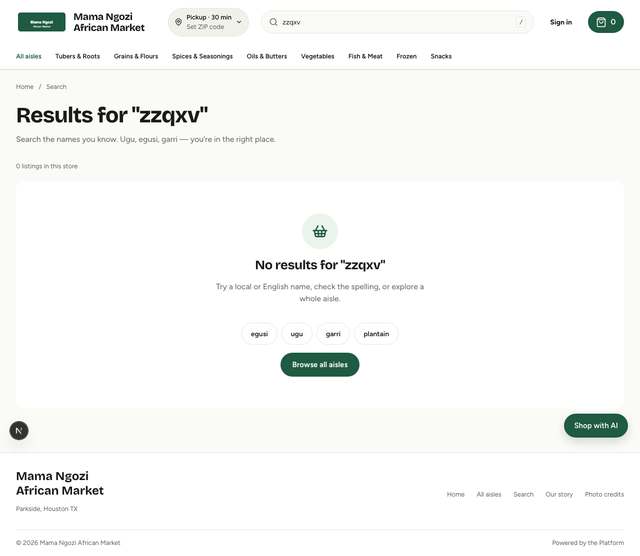 Mama Ngozi
African Market
Mama Ngozi
African Market
Pickup · 30 min
Set ZIP code
zzqxv
/
Sign in
0
All aisles
Tubers & Roots
Grains & Flours
Spices & Seasonings
Oils & Butters
Vegetables
Fish & Meat
Frozen
Snacks
Home / Search
Results for "zzqxv"
Search the names you know. Ugu, egusi, garri — you're in the right place.
0 listings in this store
No results for "zzqxv"
Try a local or English name, check the spelling, or explore a
whole aisle.
egusi
ugu
garri
plantain
Browse all aisles
N
Shop with AI
Mama Ngozi
African Market
Parkside, Houston TX
Home
All aisles
Search
Our story
Photo credits
© 2026 Mama Ngozi African Market
Powered by the Platform